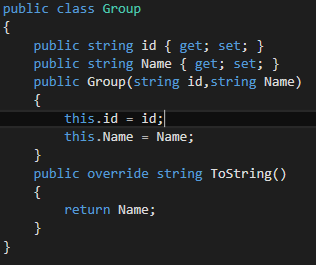 public class Group
{
    public string id { get; set; }
    public string Name { get; set; }
    public Group(string id,string Name)
    {
        this.id = id;
        this.Name = Name;
    }
    public override string ToString()
    {
        return Name;
    }
}